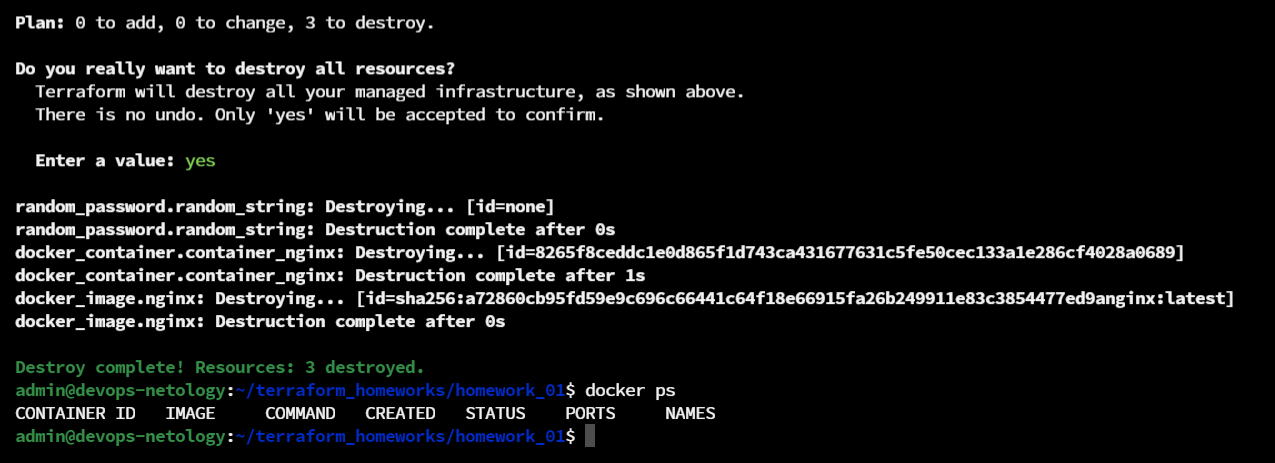 Plan: 0 to add, 0 to change, 3 to destroy.
Do you really want to destroy all resources?
Terraform will destroy all your managed infrastructure, as shown above.
There is no undo. Only 'yes' will be accepted to confirm.
Enter a value: yes
random_password.random_string: Destroying... [id=none]
random_password.random_string: Destruction complete after 0s
docker_container.container_nginx: Destroying... [id=8265f8ceddc1e0d865f1d743ca431677631c5fe50cec133a1e286cf4028a0689]
docker_container.container_nginx: Destruction complete after 1s
docker_image.nginx: Destroying... [id=sha256:a72860cb95fd59e9c696c66441c64f18e66915fa26b249911e83c3854477ed9anginx:latest]
docker_image.nginx: Destruction complete after 0s
Destroy complete! Resources: 3 destroyed.
admin@devops-netology:~/terraform_homeworks/homework_01$ docker ps
CONTAINER ID   IMAGE     COMMAND   CREATED   STATUS    PORTS     NAMES
admin@devops-netology:~/terraform_homeworks/homework_01$